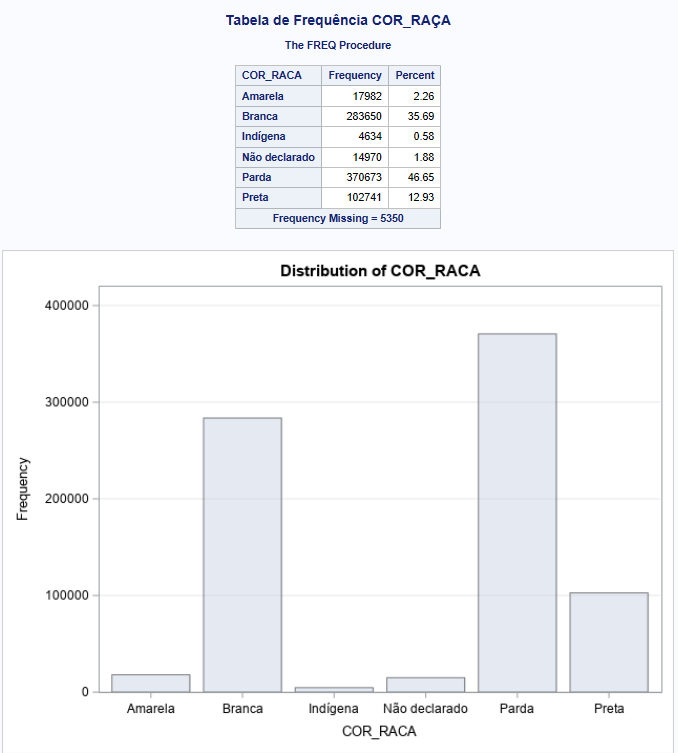 Tabela de Frequência COR_RAÇA
The FREQ Procedure
COR_RACA Frequency Percent
Amarela 17982 2.26
Branca 283650 35.69
Indígena 4634 0.58
Não declarado 14970 1.88
Parda 370673 46.65
Preta 102741 12.93
Frequency Missing = 5350
Distribution of COR_RACA
400000
300000
200000
100000
0
Frequency
Amarela Branca Indígena Não declarado Parda Preta
COR_RACA